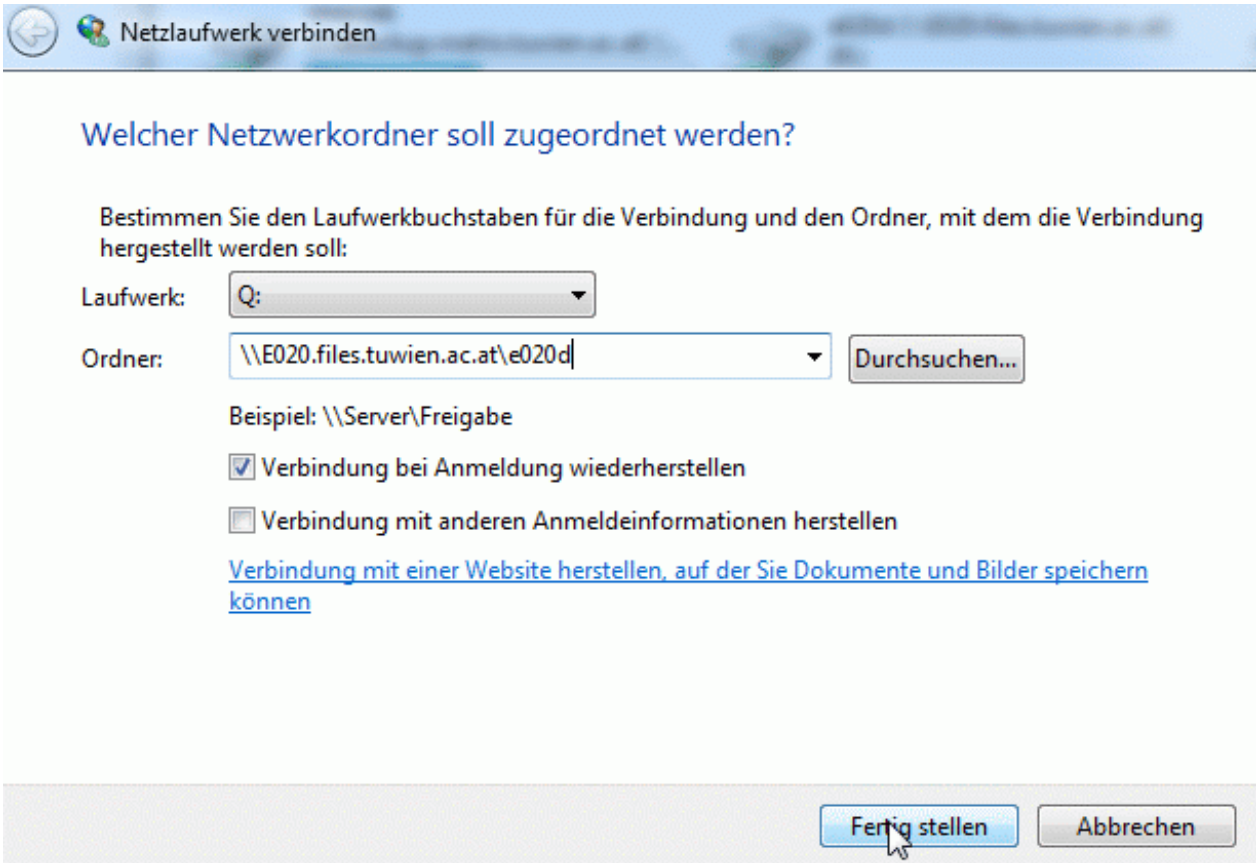 Netzlaufwerk verbinden
Welcher Netzwerkordner soll zugeordnet werden?
Bestimmen Sie den Laufwerkbuchstaben für die Verbindung und den Ordner, mit dem die Verbindung
hergestellt werden soll:
Laufwerk: Q:
Ordner: \\E020.files.tuwien.ac.at\e020d Durchsuchen...
Beispiel: \\Server\Freigabe
Verbindung bei Anmeldung wiederherstellen
Verbindung mit anderen Anmeldeinformationen herstellen
Verbindung mit einer Website herstellen, auf der Sie Dokumente und Bilder speichern
können
Fertig stellen Abbrechen